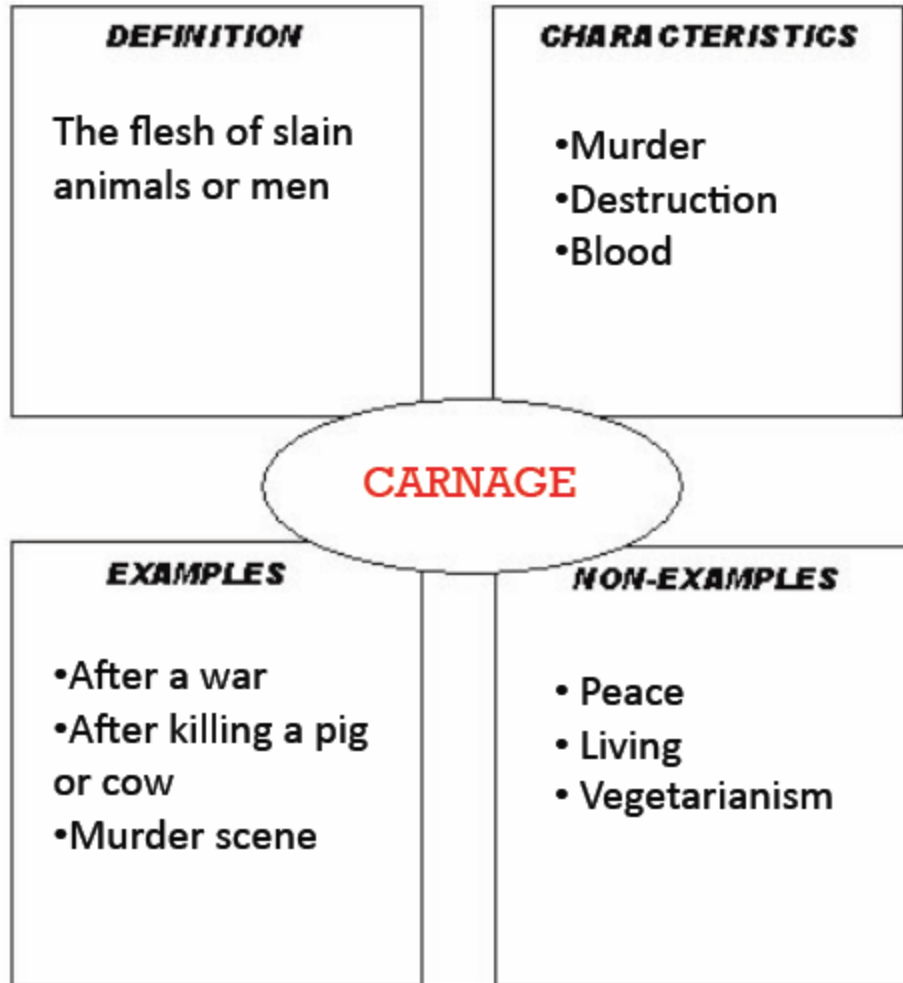 DEFINITION
The flesh of slain
animals or men
CHARACTERISTICS
•Murder
•Destruction
•Blood
CARNAGE
EXAMPLES
•After a war
•After killing a pig
or cow
•Murder scene
NON-EXAMPLES
• Peace
• Living
• Vegetarianism